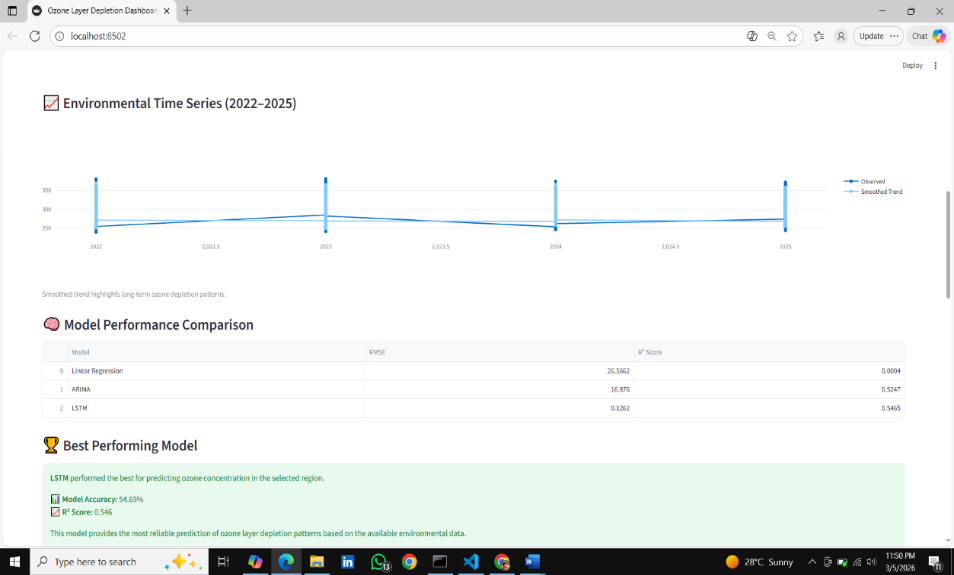 Ozone Layer Depletion Dashboar
localhost:8502
Update
Chat
Deploy
Environmental Time Series (2022–2025)
350
300
250
2022
2,022.5
2023
2,023.5
2024
2,024.5
2025
Observed
Smoothed Trend
Smoothed trend highlights long-term ozone depletion patterns.
Model Performance Comparison
Model RMSE R² Score
0 Linear Regression 26.5662 0.0004
1 ARIMA 16.876 0.5247
2 LSTM 0.1262 0.5465
Best Performing Model
LSTM performed the best for predicting ozone concentration in the selected region.
Model Accuracy: 54.65%
R² Score: 0.546
This model provides the most reliable prediction of ozone layer depletion patterns based on the available environmental data.
Type here to search
13
28°C Sunny
11:50 PM
3/5/2026